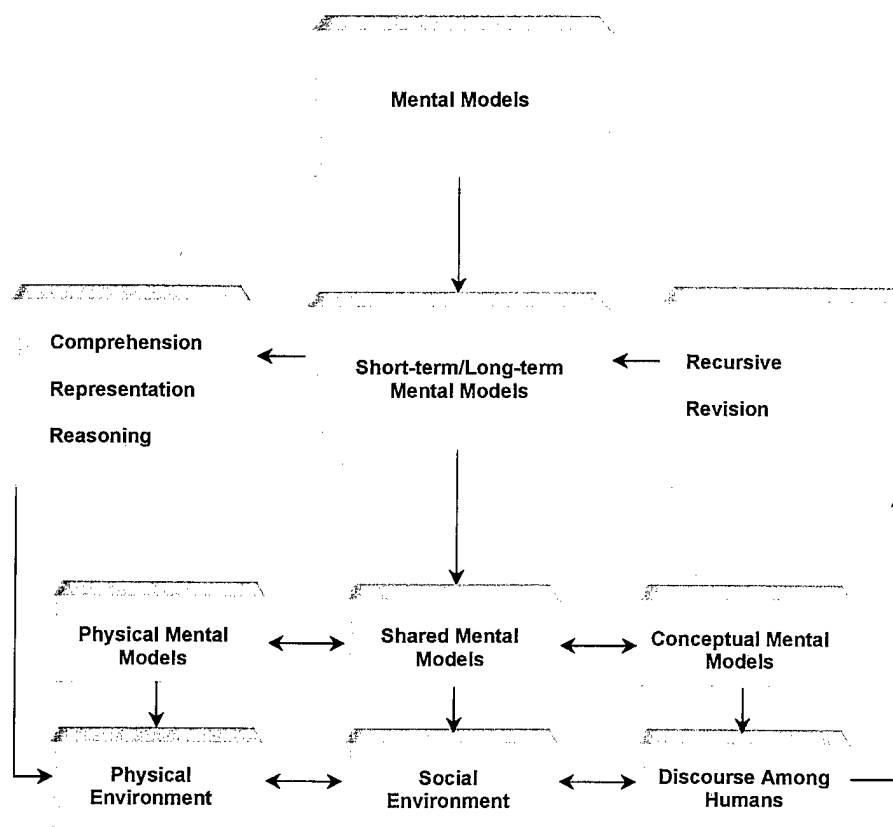 Mental Models
Comprehension
Representation
Reasoning
Short-term/Long-term
Mental Models
Recursive
Revision
Physical Mental
Models
Shared Mental
Models
Conceptual Mental
Models
Physical
Environment
Social
Environment
Discourse Among
Humans